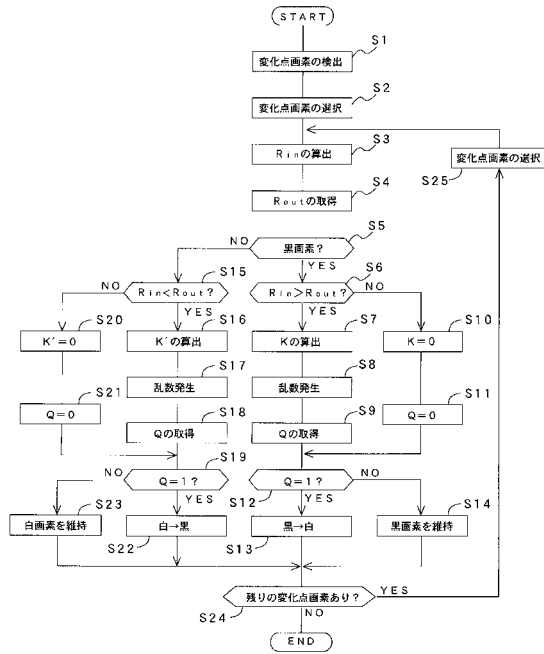 START
S1
変化点画素の検出
S2
変化点画素の選択
S3
Rinの算出
変化点画素の選択
S25
S4
Routの取得
S5
NO 黒画素?
YES
S15
NO Rin<Rout?
YES
S6
Rin>Rout? NO
YES
S20
K'=0
S16
K'の算出
S7
Kの算出
S10
K=0
S17
乱数発生
S8
乱数発生
S21
Q=0
S11
Q=0
S18
Qの取得
S9
Qの取得
S19
NO Q=1?
YES
S12
Q=1? NO
YES
S23
白画素を維持
白→黒
S22
黒→白
S13
S14
黒画素を維持
残りの変化点画素あり? YES
S24
NO
END